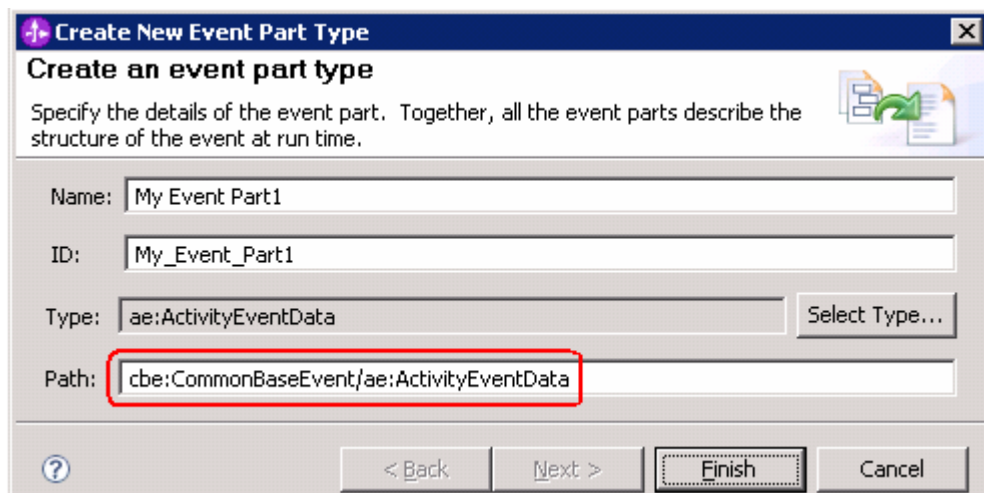 Create New Event Part Type
Create an event part type
Specify the details of the event part.  Together, all the event parts describe the
structure of the event at run time.
Name: My Event Part1
ID: My_Event_Part1
Type: ae:ActivityEventData Select Type...
Path: cbe:CommonBaseEvent/ae:ActivityEventData
? < Back Next > Finish Cancel